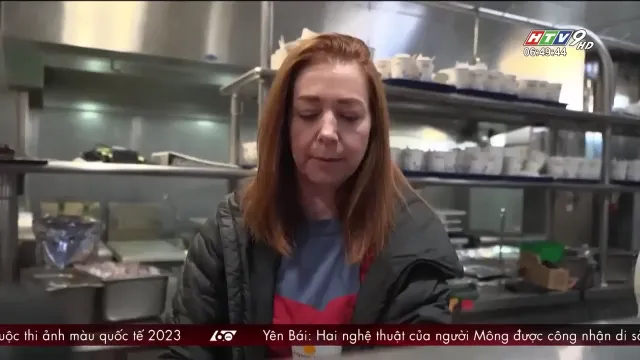 HTV9 HD
06:49:44
uộc thi ảnh màu quốc tế 2023 60 Yên Bái: Hai nghệ thuật của người Mông được công nhận di s